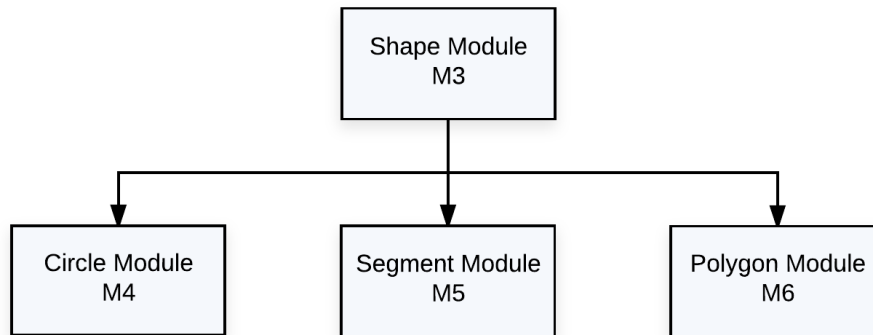 Shape Module
M3
Circle Module
M4
Segment Module
M5
Polygon Module
M6